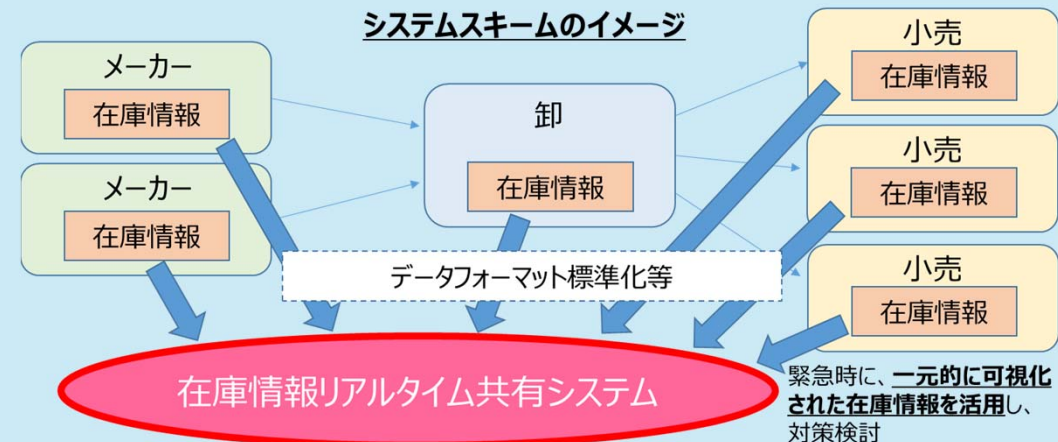 システムスキームのイメージ
メーカー
在庫情報
メーカー
在庫情報
卸
在庫情報
小売
在庫情報
小売
在庫情報
小売
在庫情報
データフォーマット標準化等
在庫情報リアルタイム共有システム
緊急時に、一元的に可視化
された在庫情報を活用し、
対策検討